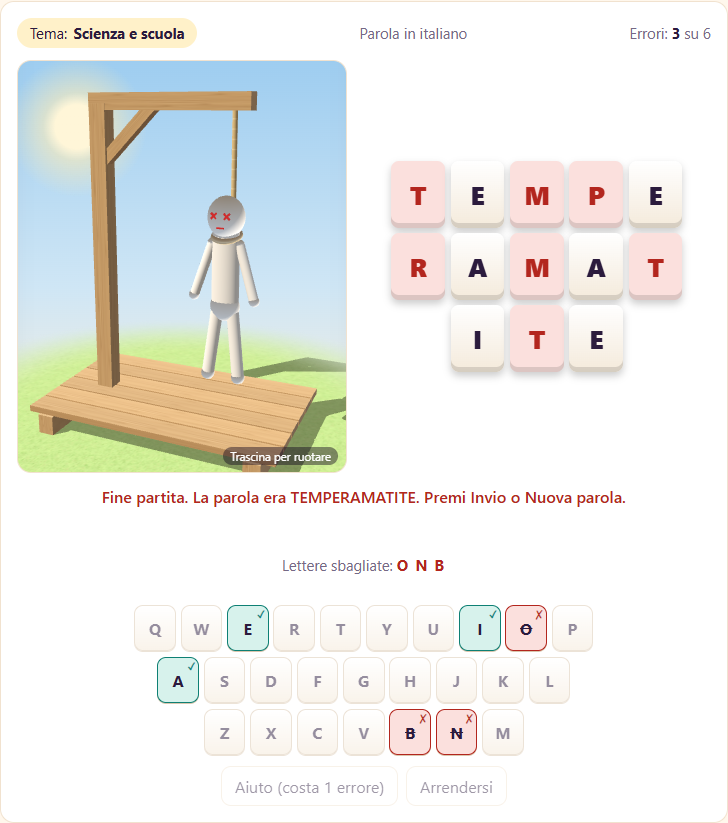 Tema: Scienza e scuola
Parola in italiano
Errori: 3 su 6
T E M P E
R A M A T
I T E
Trascina per ruotare
Fine partita. La parola era TEMPERAMATITE. Premi Invio o Nuova parola.
Lettere sbagliate: O N B
Q W E ✓ R T Y U I ✓ O ✗ P
A ✓ S D F G H J K L
Z X C V B ✗ N ✗ M
Aiuto (costa 1 errore) Arrendersi